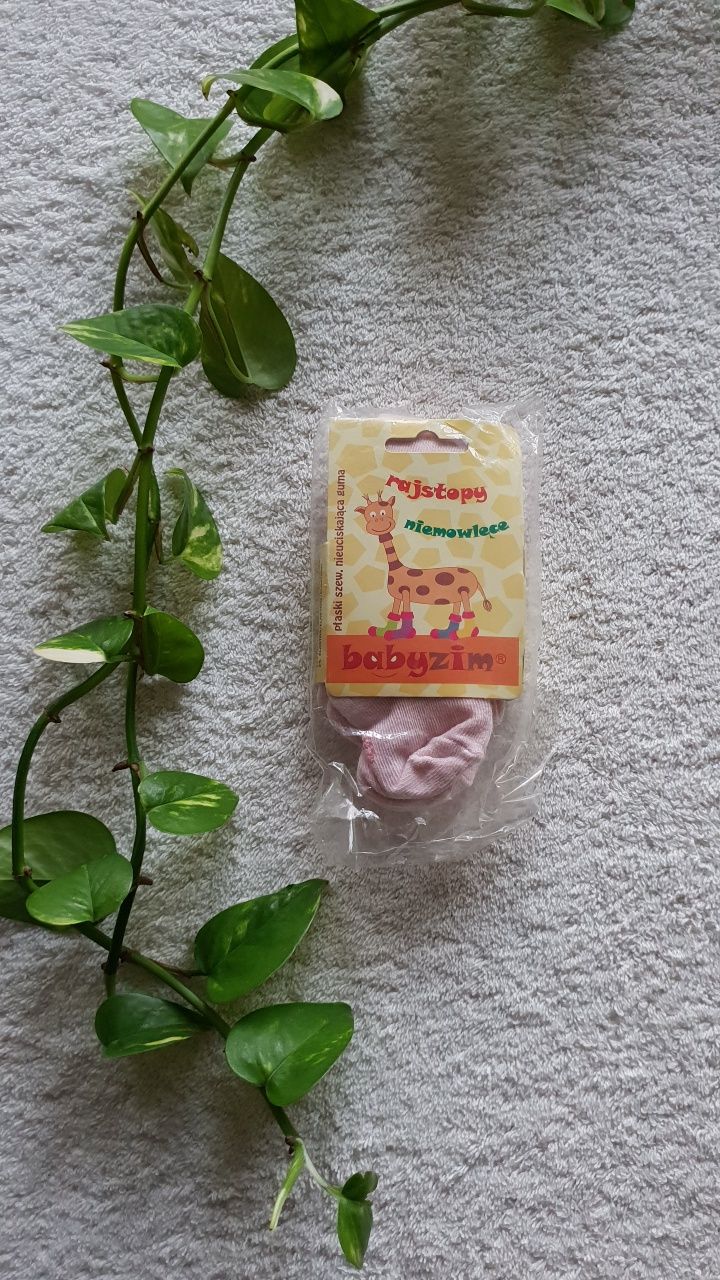 rajstopy
niemowlęce
płaski szew, nieuciskająca guma
babyzim®